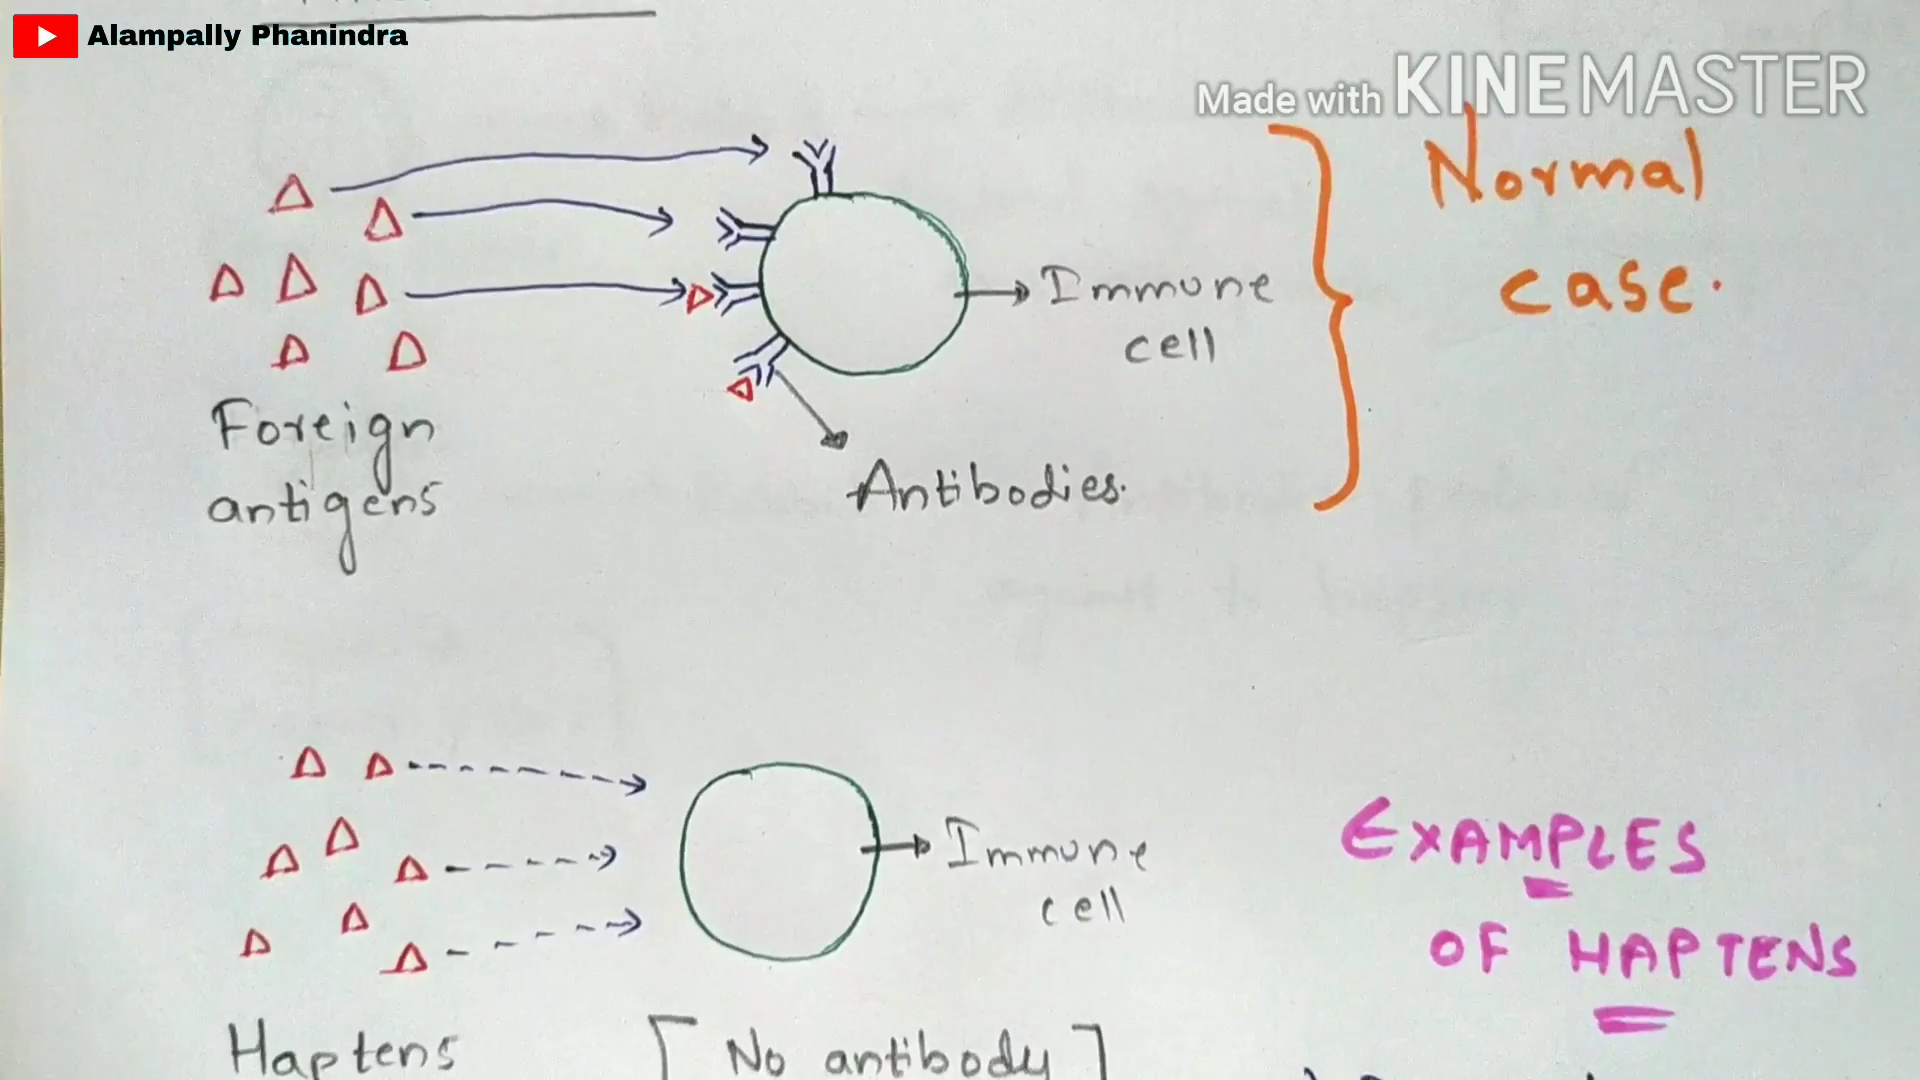 Alampally Phanindra
Made with KINEMASTER
Normal
case.
Immune
cell
Foreign
antigens
Antibodies.
Immune
cell
EXAMPLES
OF HAPTENS
Haptens
[No antibody]